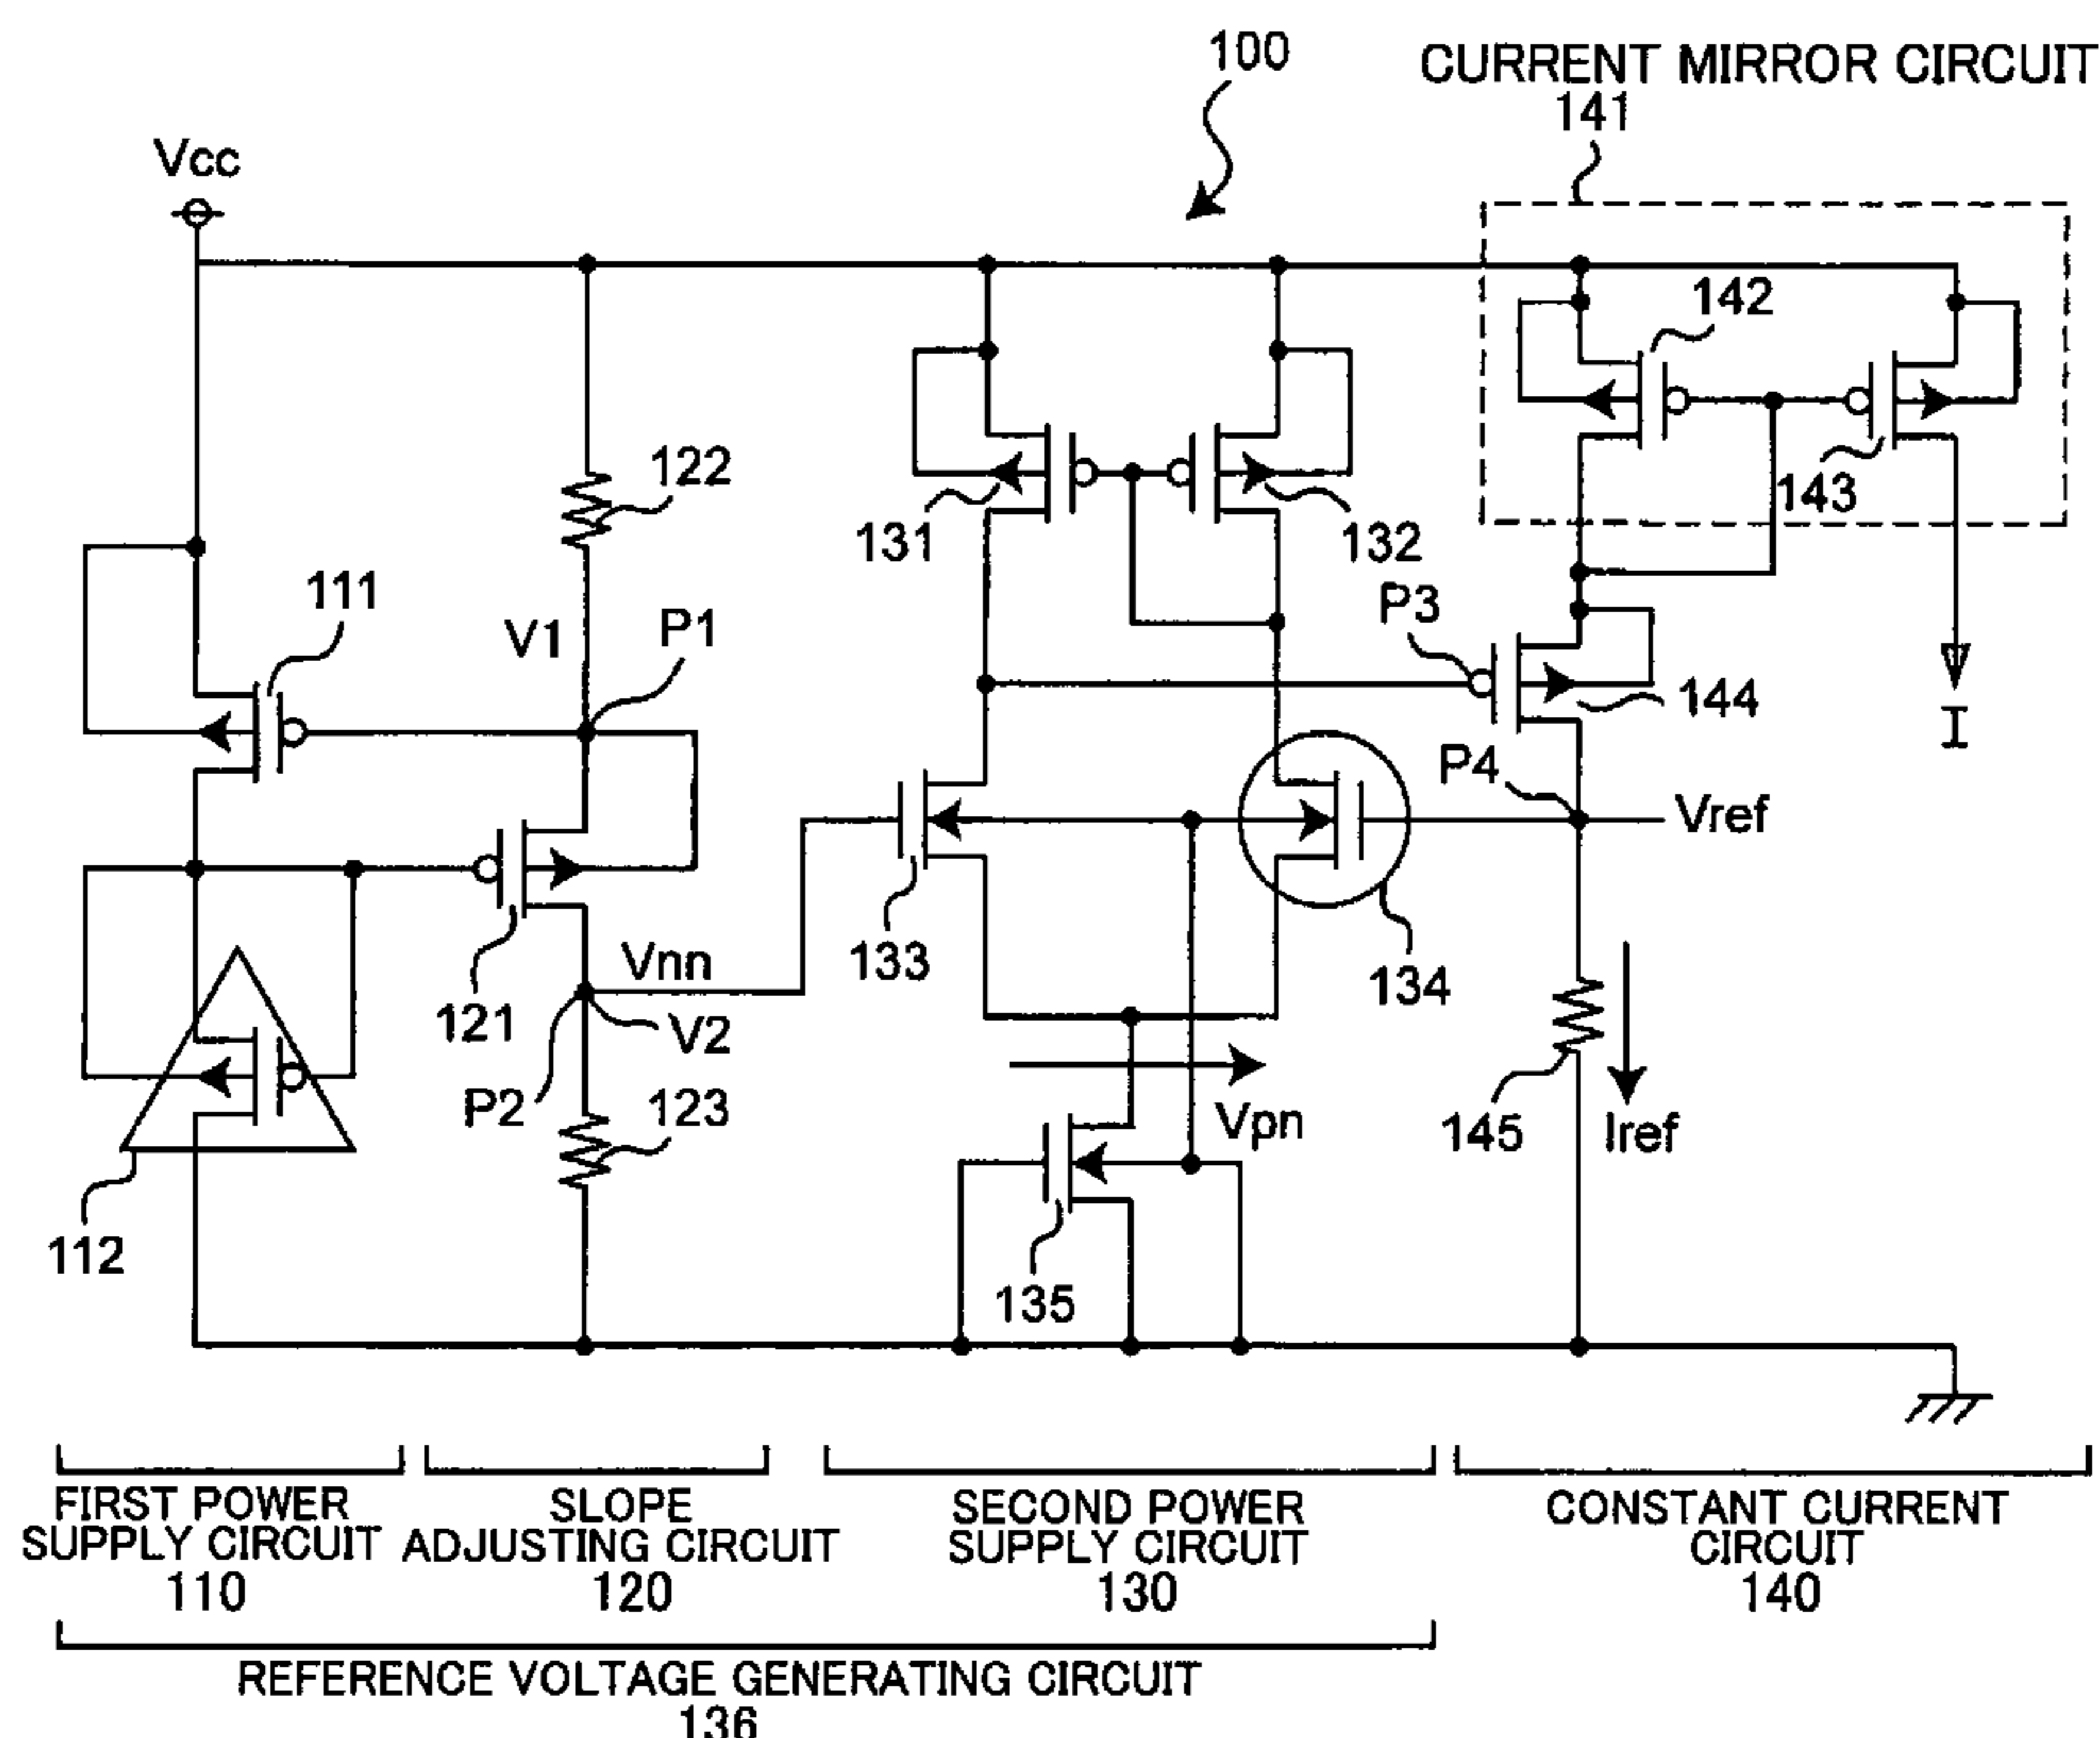 100
CURRENT MIRROR CIRCUIT
141
Vcc
142
122
143
131
132
111
P3
V1
P1
144
I
P4
Vref
Vnn
133
134
121
V2
P2
123
Vpn
145
Iref
112
135
FIRST POWER
SUPPLY CIRCUIT
110
SLOPE
ADJUSTING CIRCUIT
120
SECOND POWER
SUPPLY CIRCUIT
130
CONSTANT CURRENT
CIRCUIT
140
REFERENCE VOLTAGE GENERATING CIRCUIT
136